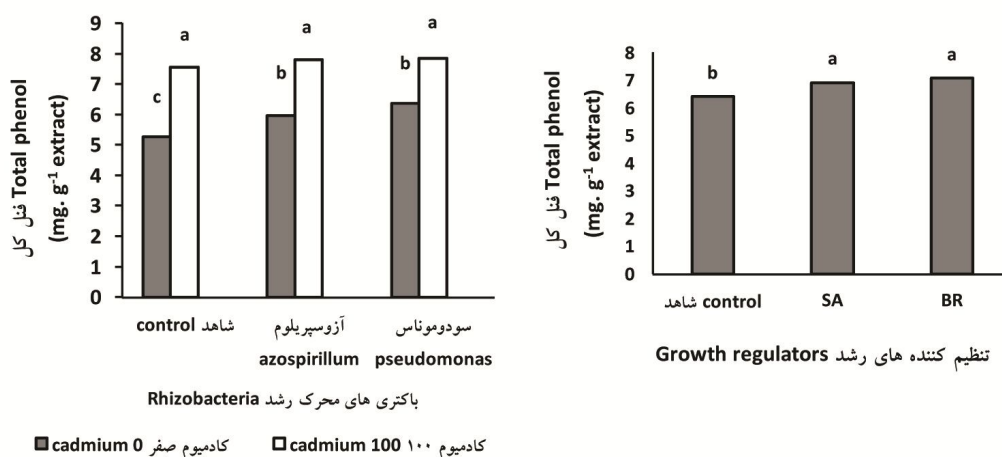 فنل کل Total phenol
(mg. g-1 extract)
9
8
7
6
5
4
3
2
1
0
c
a
b
a
b
a
شاهد control
آزوسپریلوم
azospirillum
سودوموناس
pseudomonas
باکتری های محرک رشد Rhizobacteria
کادمیوم صفر cadmium 0
کادمیوم ۱۰۰ cadmium 100
فنل کل Total phenol
(mg. g-1 extract)
8
7
6
5
4
3
2
1
0
b
a
a
شاهد control
SA
BR
تنظیم کننده های رشد Growth regulators